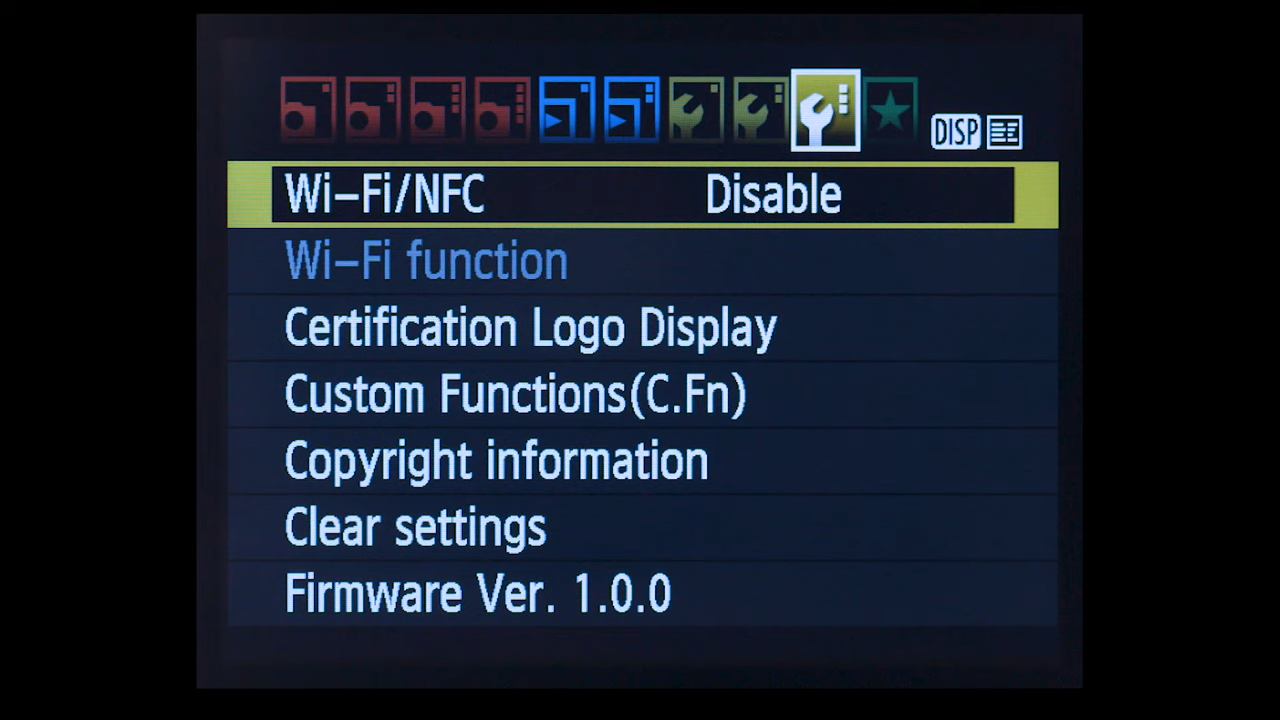 DISP
Wi-Fi/NFC Disable
Wi-Fi function
Certification Logo Display
Custom Functions(C.Fn)
Copyright information
Clear settings
Firmware Ver. 1.0.0